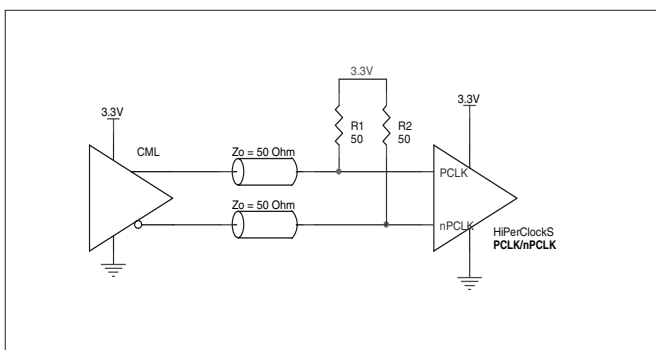 3.3V
3.3V
3.3V
R1
50
R2
50
CML
Zo = 50 Ohm
PCLK
Zo = 50 Ohm
nPCLK
HiPerClockS
PCLK/nPCLK